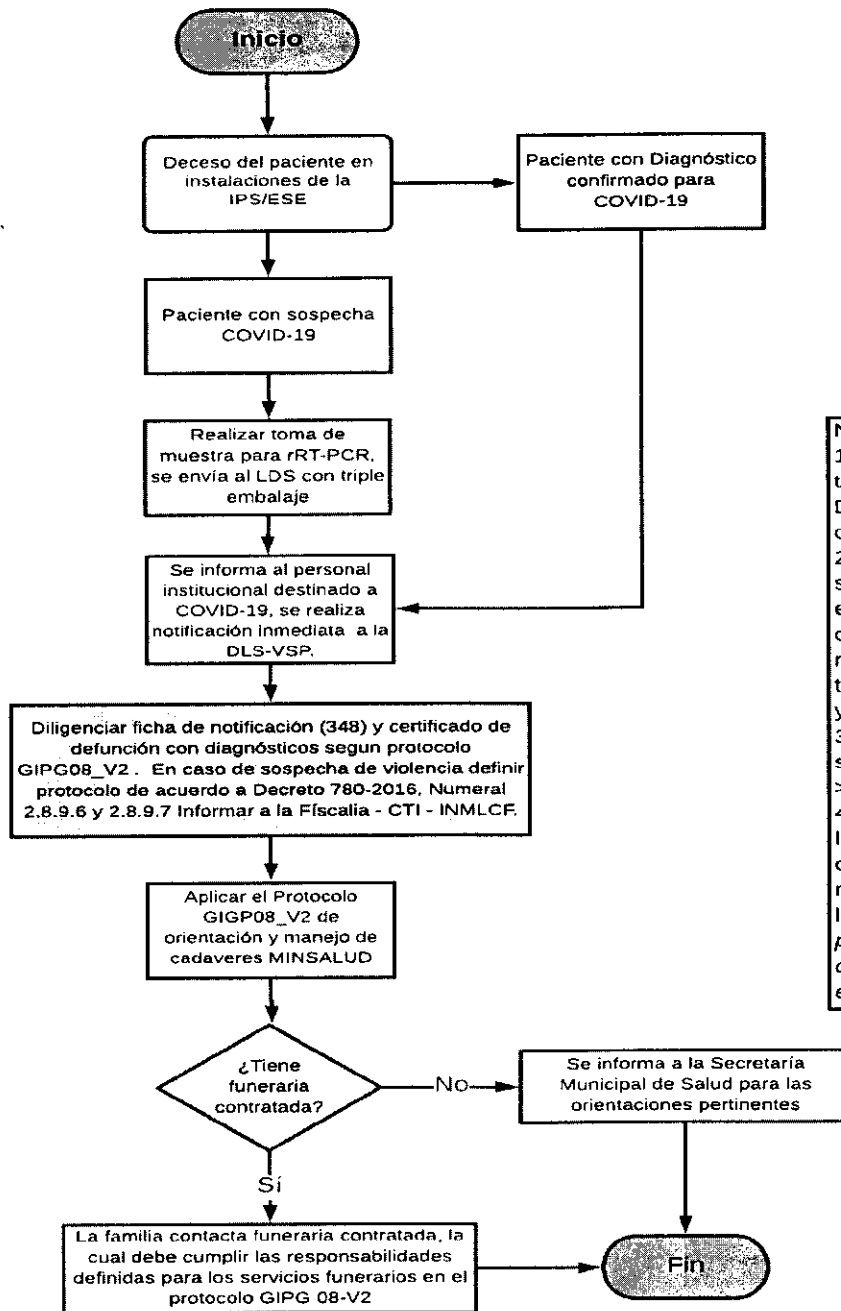 Inicio
Deceso del paciente en
instalaciones de la
IPS/ESE
Paciente con Diagnóstico
confirmado para
COVID-19
Paciente con sospecha
COVID-19
Realizar toma de
muestra para rRT-PCR,
se envía al LDS con triple
embalaje
Se informa al personal
institucional destinado a
COVID-19, se realiza
notificación inmediata a la
DLS-VSP.
Diligenciar ficha de notificación (348) y certificado de
defunción con diagnósticos segun protocolo
GIPG08_V2 . En caso de sospecha de violencia definir
protocolo de acuerdo a Decreto 780-2016, Numeral
2.8.9.6 y 2.8.9.7 Informar a la Físcalia - CTI - INMLCF.
Aplicar el Protocolo
GIGP08_V2 de
orientación y manejo de
cadaveres MINSALUD
¿Tiene
funeraria
contratada?
No
Se informa a la Secretaría
Municipal de Salud para las
orientaciones pertinentes
Sí
La familia contacta funeraria contratada, la
cual debe cumplir las responsabilidades
definidas para los servicios funerarios en el
protocolo GIPG 08-V2
Fin